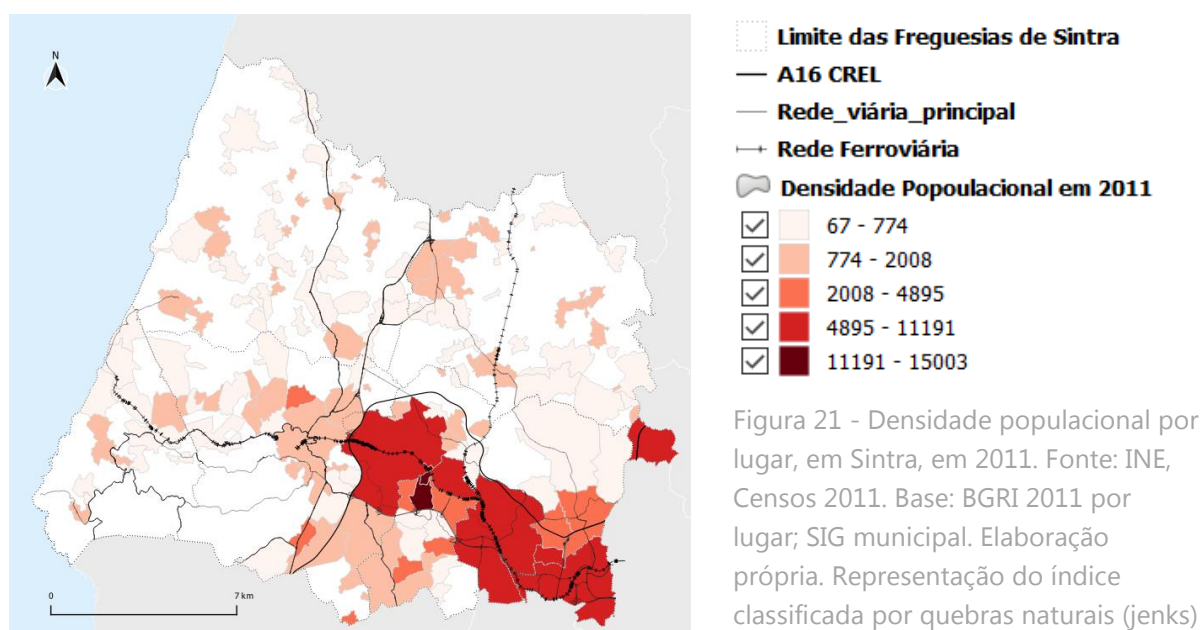 N
0
7 km
Limite das Freguesias de Sintra
A16 CREL
Rede_viária_principal
Rede Ferroviária
Densidade Popoulacional em 2011
67 - 774
774 - 2008
2008 - 4895
4895 - 11191
11191 - 15003
Figura 21 - Densidade populacional por
lugar, em Sintra, em 2011. Fonte: INE,
Censos 2011. Base: BGRI 2011 por
lugar; SIG municipal. Elaboração
própria. Representação do índice
classificada por quebras naturais (jenks)